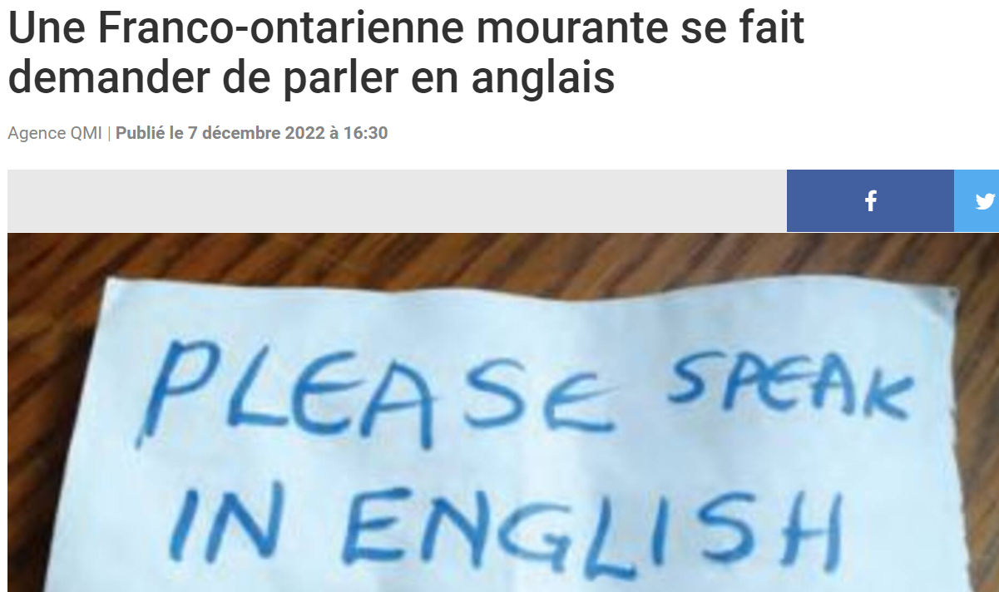 Une Franco-ontarienne mourante se fait
demander de parler en anglais
Agence QMI | Publié le 7 décembre 2022 à 16:30
PLEASE SPEAK
IN ENGLISH